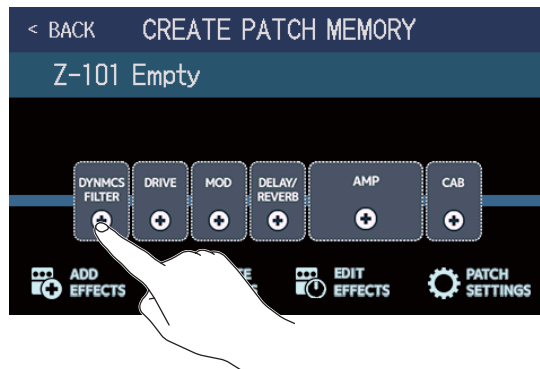 < BACK CREATE PATCH MEMORY
Z-101 Empty
DYNMCS
FILTER
DRIVE
MOD
DELAY/
REVERB
AMP
CAB
ADD
EFFECTS
EDIT
EFFECTS
PATCH
SETTINGS